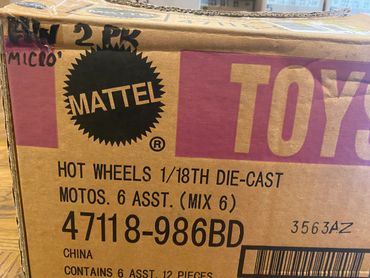 HW 2 PK
'MICRO'
MATTEL
®
TOYS
HOT WHEELS 1/18TH DIE-CAST
MOTOS. 6 ASST. (MIX 6)
47118-986BD
3563AZ
CHINA
CONTAINS 6 ASST. 12 PIECES